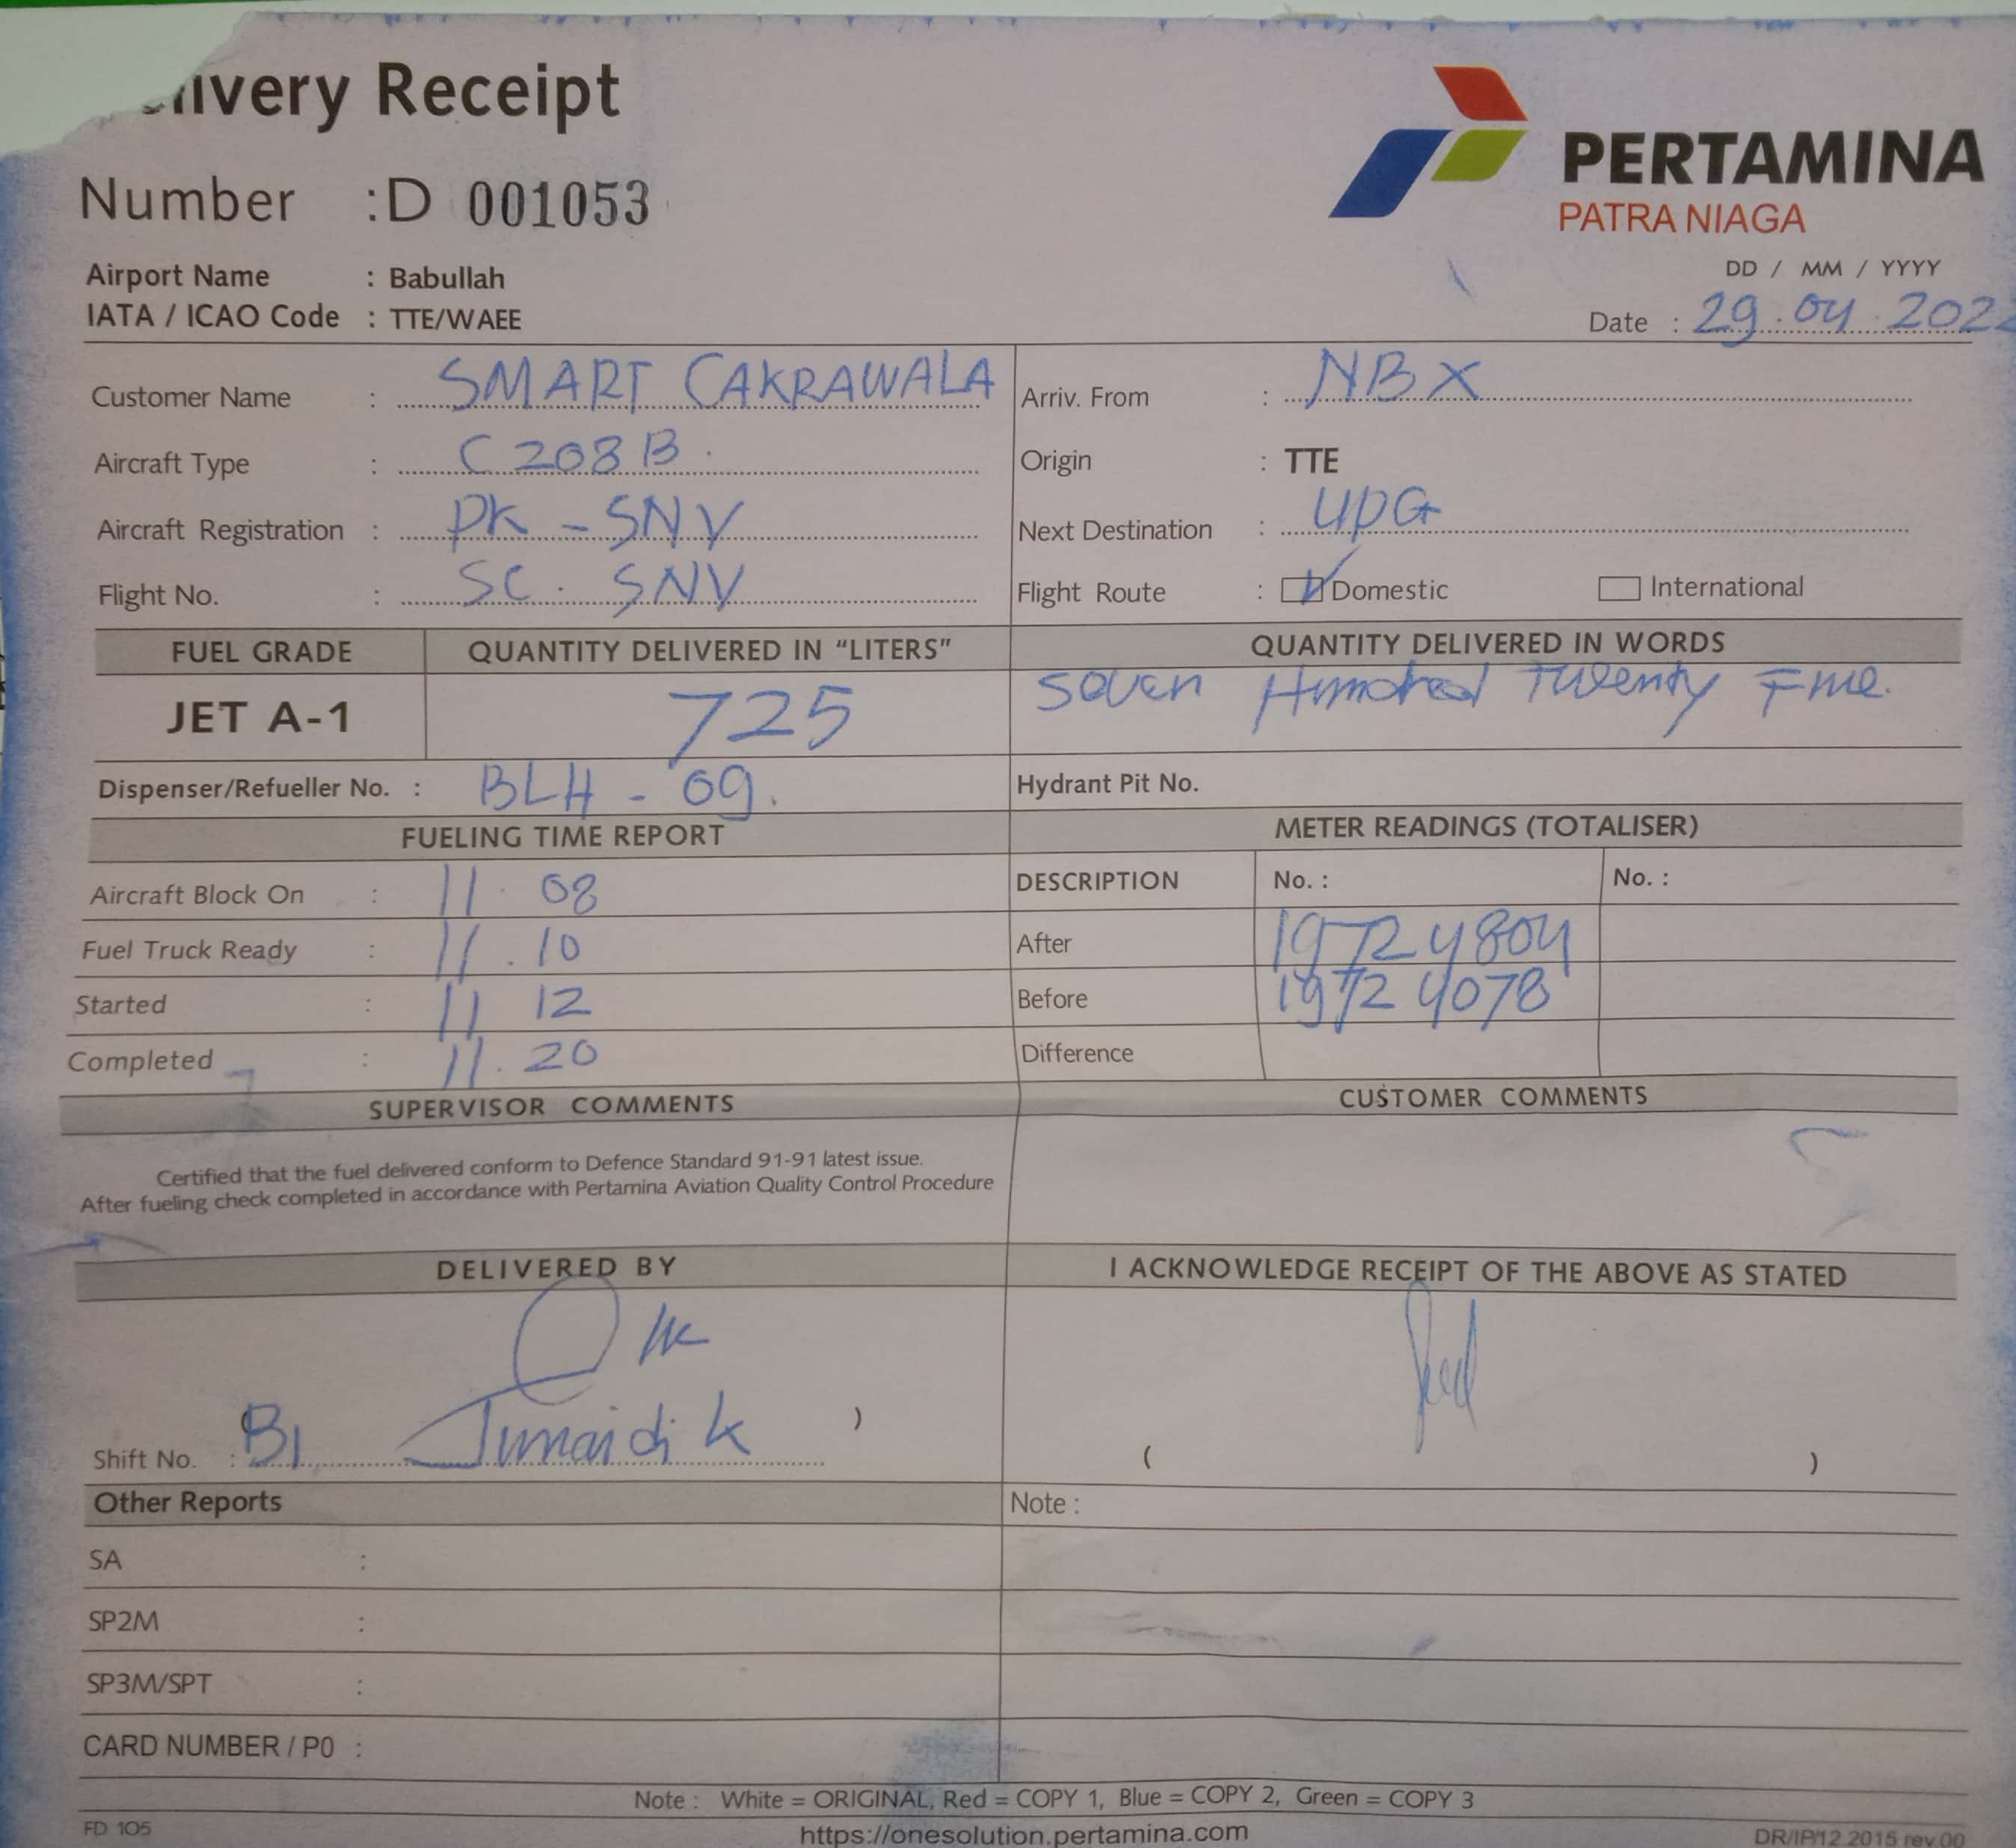 Delivery Receipt
PERTAMINA
PATRA NIAGA
Number : D 001053
Airport Name : Babullah
IATA / ICAO Code : TTE/WAEE
DD / MM / YYYY
Date : 29.04.202
Customer Name : SMART CAKRAWALA
Arriv. From : NBX
Aircraft Type : C 208 B.
Origin : TTE
Aircraft Registration : PK - SNV
Next Destination : UPG
Flight No. : SC. SNV
Flight Route : Domestic International
FUEL GRADE QUANTITY DELIVERED IN “LITERS” QUANTITY DELIVERED IN WORDS
JET A-1 725 Seven Hundred Twenty Five.
Dispenser/Refueller No. : BLH - 09.
Hydrant Pit No.
FUELING TIME REPORT METER READINGS (TOTALISER)
Aircraft Block On : 11.08
DESCRIPTION No. : No. :
Fuel Truck Ready : 11.10
After 19724804
Started : 11 12
Before 19724078
Completed : 11.20
Difference
SUPERVISOR COMMENTS CUSTOMER COMMENTS
Certified that the fuel delivered conform to Defence Standard 91-91 latest issue.
After fueling check completed in accordance with Pertamina Aviation Quality Control Procedure
DELIVERED BY I ACKNOWLEDGE RECEIPT OF THE ABOVE AS STATED
Shift No. : B1 Junaidi K ) ( )
Other Reports Note :
SA :
SP2M :
SP3M/SPT :
CARD NUMBER / P0 :
Note : White = ORIGINAL, Red = COPY 1, Blue = COPY 2, Green = COPY 3
FD 105 https://onesolution.pertamina.com DR/IP/12.2015 rev.00